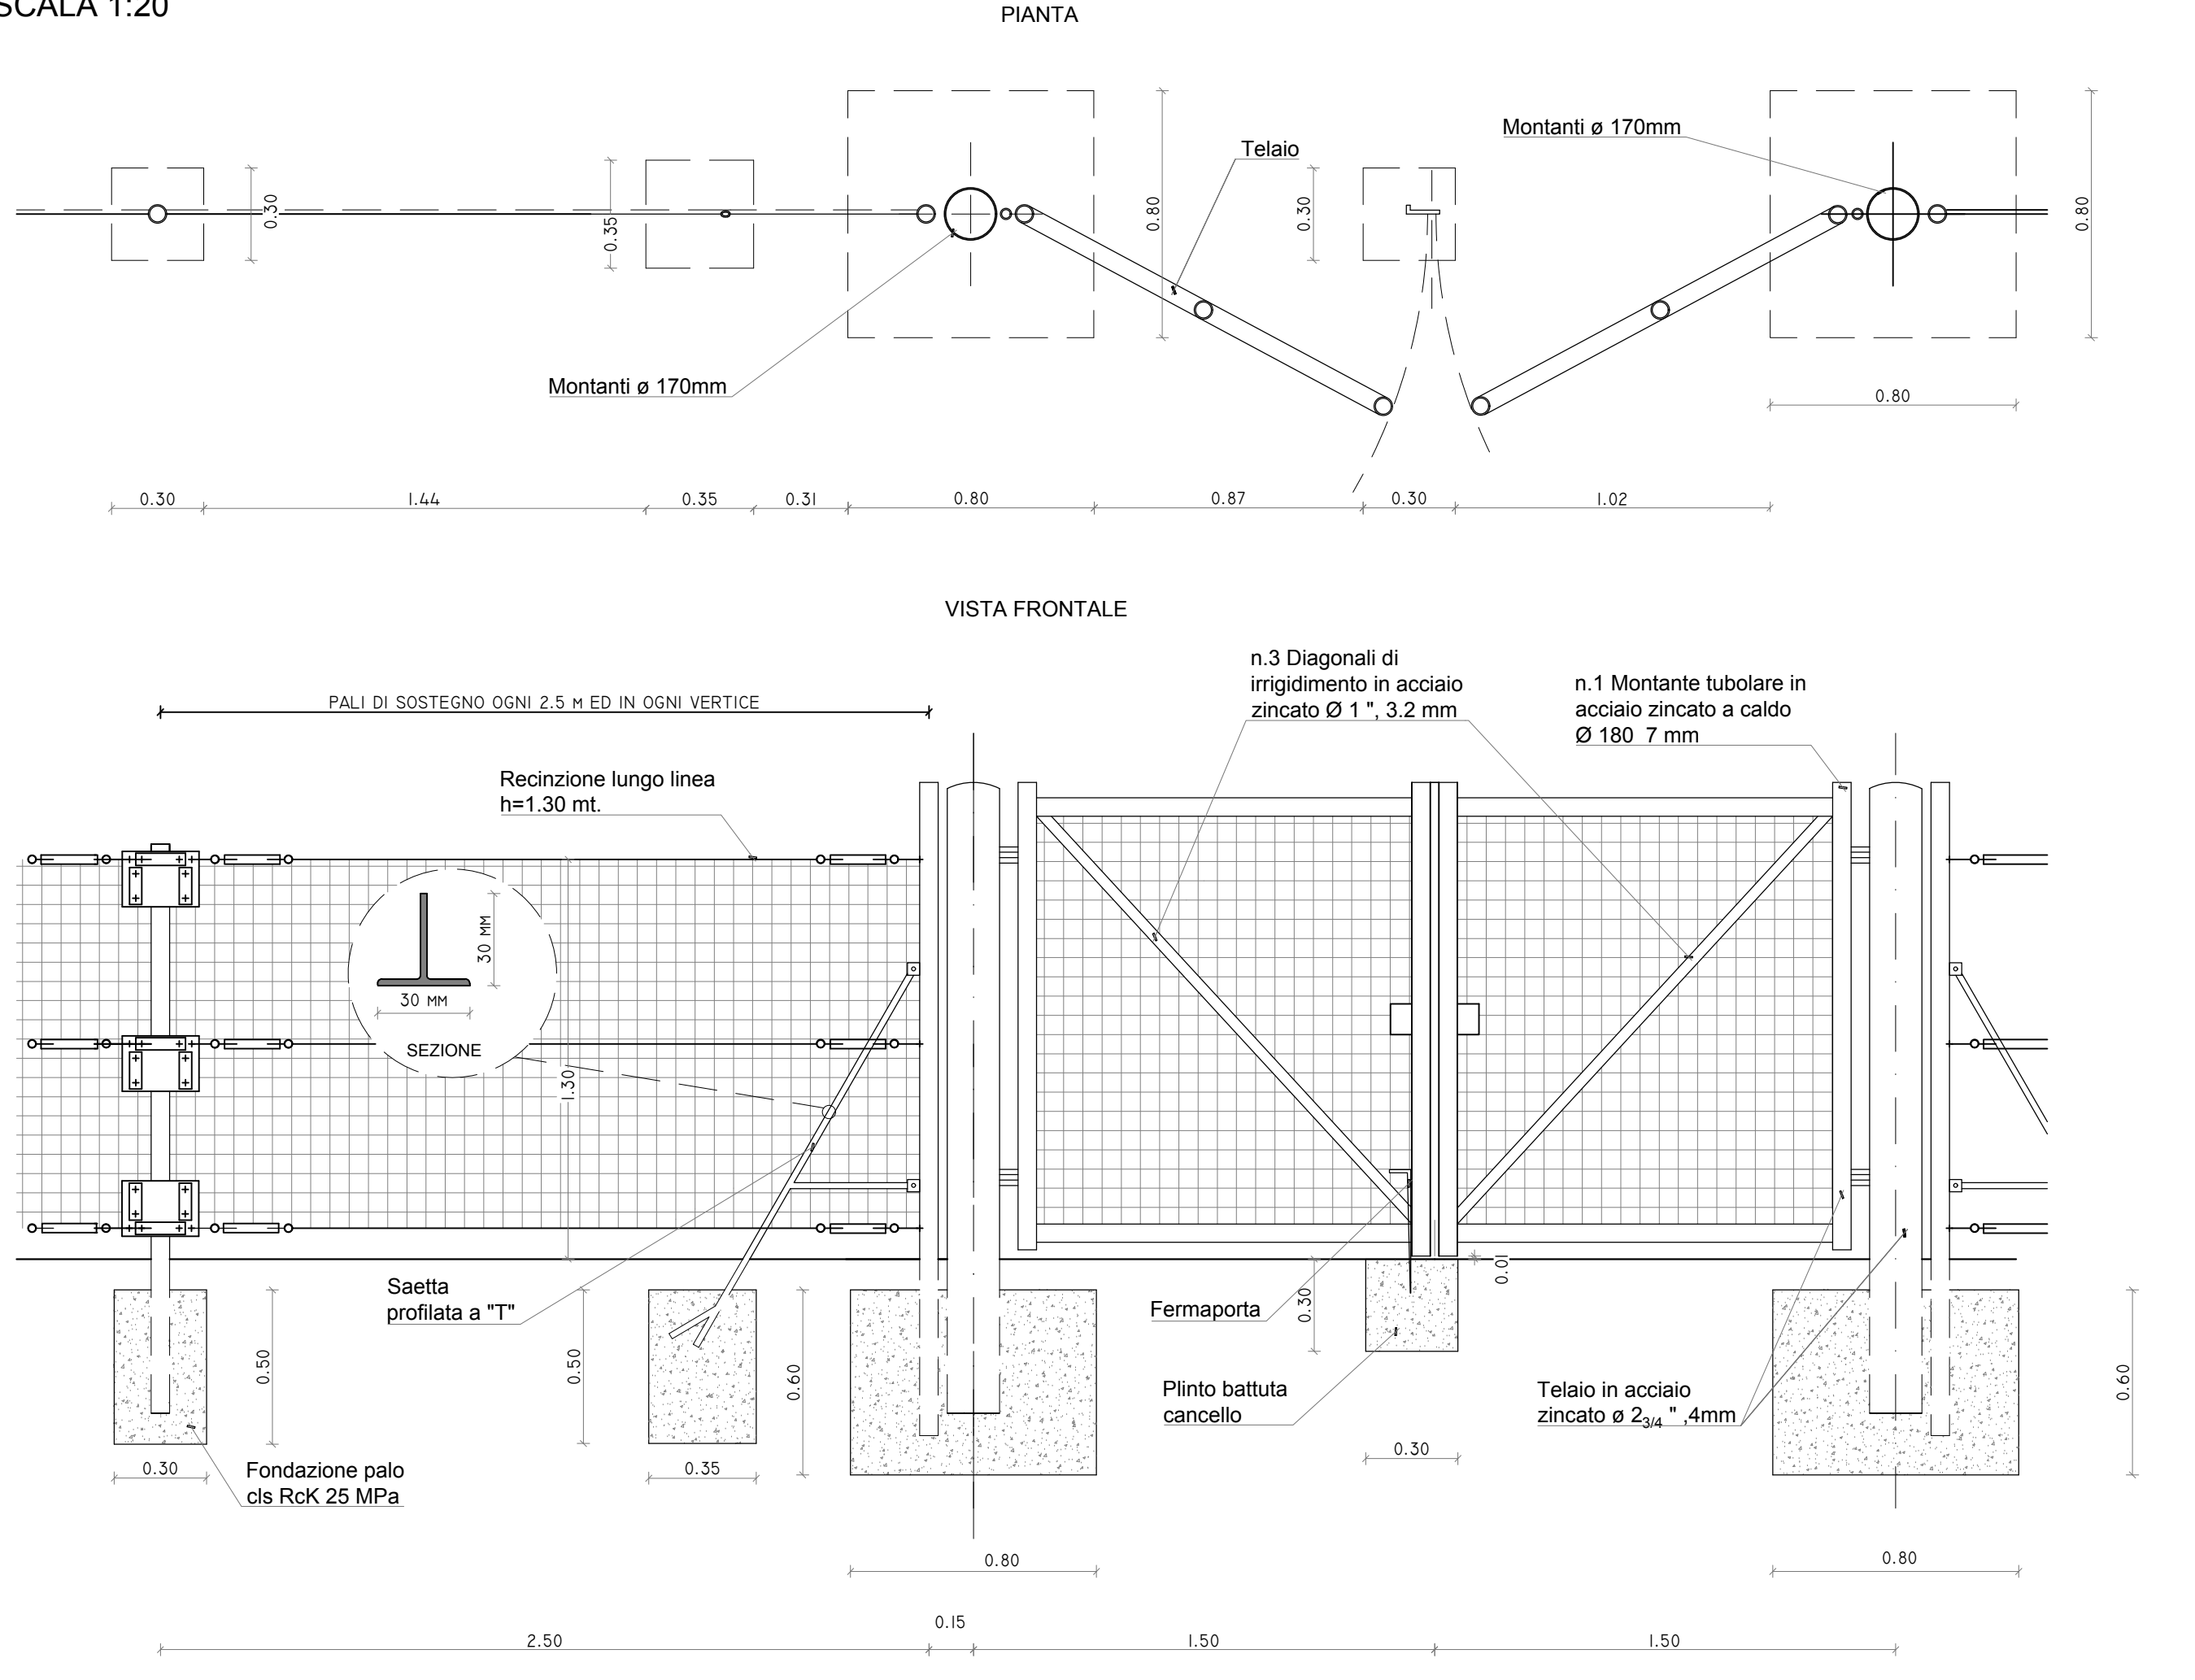 SCALA 1:20
PIANTA
Montanti ø 170mm
Telaio
0.30
0.35
0.80
0.30
0.80
Montanti ø 170mm
0.80
0.30
1.44
0.35
0.31
0.80
0.87
0.30
1.02
VISTA FRONTALE
PALI DI SOSTEGNO OGNI 2.5 M ED IN OGNI VERTICE
n.3 Diagonali di
irrigidimento in acciaio
zincato Ø 1 ", 3.2 mm
n.1 Montante tubolare in
acciaio zincato a caldo
Ø 180 7 mm
Recinzione lungo linea
h=1.30 mt.
30 MM
30 MM
SEZIONE
1.30
Saetta
profilata a "T"
Fermaporta
0.30
0.01
0.50
0.50
0.60
0.60
Plinto battuta
cancello
Telaio in acciaio
zincato ø 2 3/4 " ,4mm
0.30
0.35
0.30
Fondazione palo
cls RcK 25 MPa
0.80
0.80
0.15
2.50
1.50
1.50